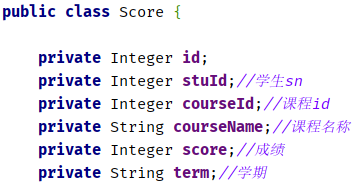 public class Score {
private Integer id;
private Integer stuId;//学生sn
private Integer courseId;//课程id
private String courseName;//课程名称
private Integer score;//成绩
private String term;//学期